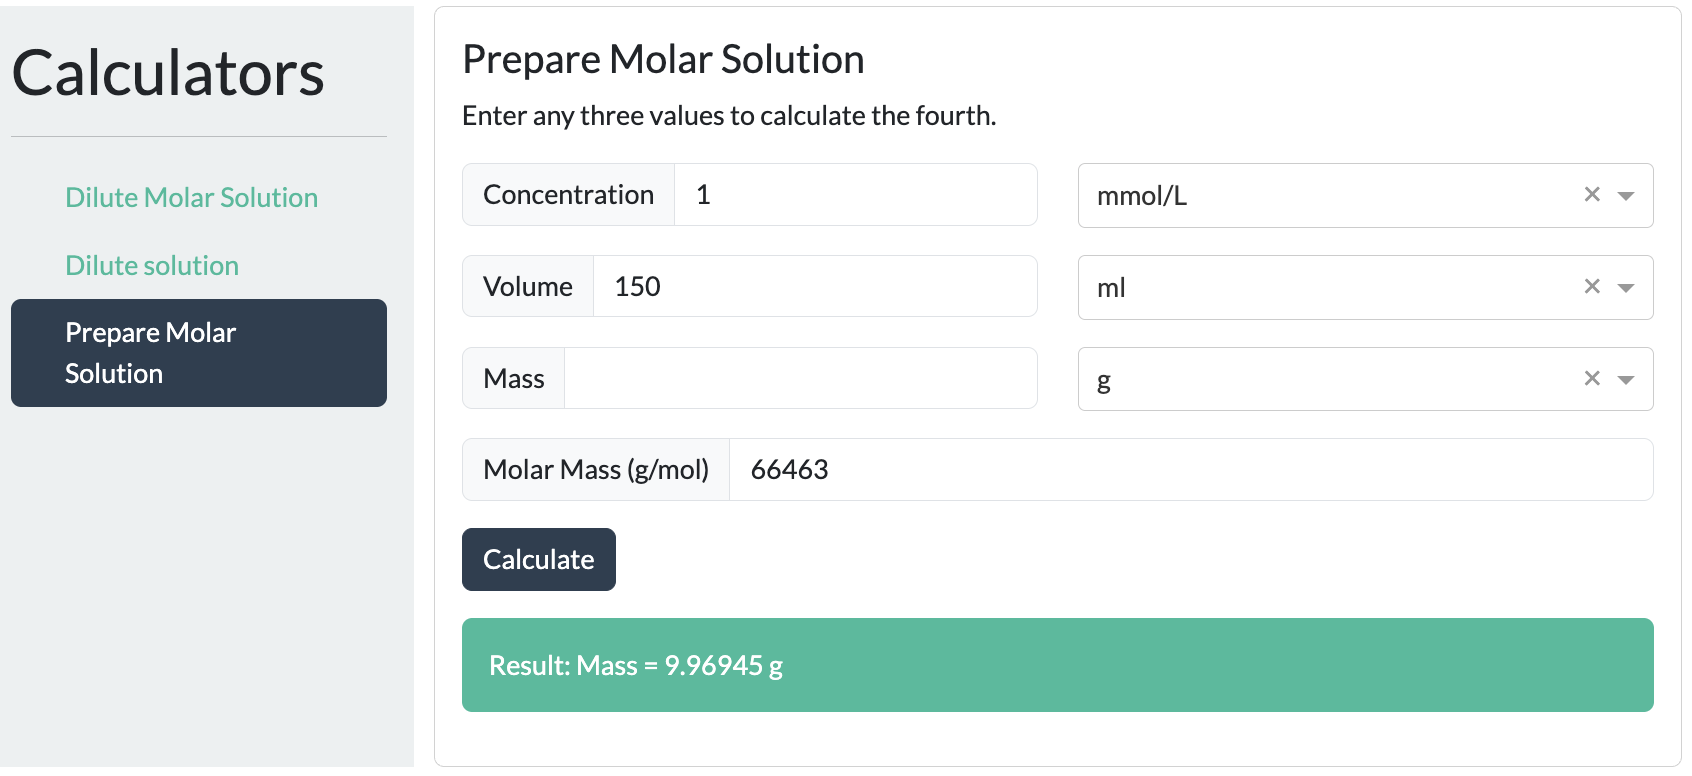 Calculators
Dilute Molar Solution
Dilute solution
Prepare Molar
Solution
Prepare Molar Solution
Enter any three values to calculate the fourth.
Concentration 1 mmol/L
Volume 150 ml
Mass g
Molar Mass (g/mol) 66463
Calculate
Result: Mass = 9.96945 g